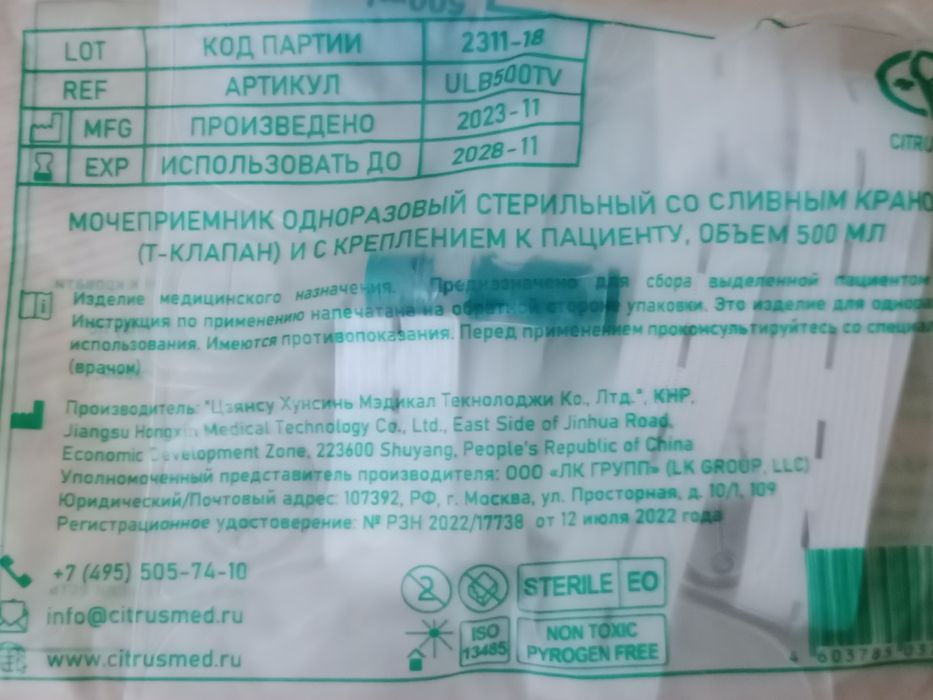 LOT КОД ПАРТИИ 2311-18
REF АРТИКУЛ ULB500TV
MFG ПРОИЗВЕДЕНО 2023-11
EXP ИСПОЛЬЗОВАТЬ ДО 2028-11
CITRU
МОЧЕПРИЕМНИК ОДНОРАЗОВЫЙ СТЕРИЛЬНЫЙ СО СЛИВНЫМ КРАНО
(Т-КЛАПАН) И С КРЕПЛЕНИЕМ К ПАЦИЕНТУ, ОБЪЕМ 500 МЛ
Изделие медицинского назначения. Предназначено для сбора выделенной пациентом
Инструкция по применению напечатана на обратной стороне упаковки. Это изделие для однора
использования. Имеются противопоказания. Перед применением проконсультируйтесь со специал
(врачом)
Производитель: "Цзянсу Хунсинь Мэдикал Текнолоджи Ко., Лтд.", КНР,
Jiangsu Hongxin Medical Technology Co., Ltd., East Side of Jinhua Road,
Economic Development Zone, 223600 Shuyang, People's Republic of China
Уполномоченный представитель производителя: ООО «ЛК ГРУПП» (LK GROUP, LLC)
Юридический/Почтовый адрес: 107392, РФ, г. Москва, ул. Просторная, д. 10/1, 109
Регистрационное удостоверение: № РЗН 2022/17738 от 12 июля 2022 года
+7 (495) 505-74-10
info@citrusmed.ru
www.citrusmed.ru
2
STERILE EO
ISO
13485
NON TOXIC
PYROGEN FREE
4 603785 03